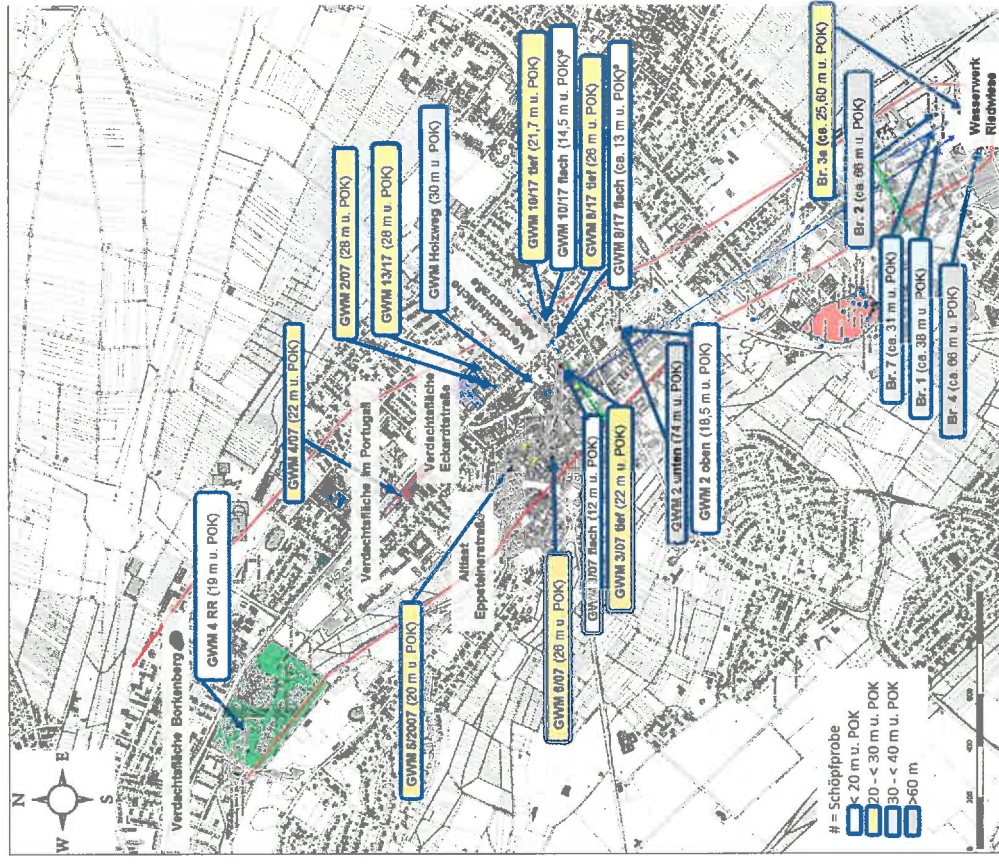 N
W
E
S
Verdachtsfläche Borkenberg
GWM 4 RR (19 m u. POK)
GWM 4/07 (22 m u. POK)
Verdachtsfläche Im Portugall
Verdachtsfläche
Eckardtstraße
GWM 2/07 (28 m u. POK)
GWM 13/17 (28 m u. POK)
GWM Holzweg (30 m u. POK)
GWM 5/2007 (20 m u. POK)
Altlast
Eppsteinerstraße
Verdachtsfläche
GWM 10/17 tief (21,7 m u. POK)
GWM 10/17 flach (14,5 m u. POK)#
GWM 8/17 tief (26 m u. POK)
GWM 8/17 flach (ca. 13 m u. POK)#
GWM 6/07 (26 m u. POK)
GWM 3/07 flach (12 m u. POK)
GWM 3/07 tief (22 m u. POK)
GWM 2 unten (74 m u. POK)
GWM 2 oben (18,5 m u. POK)
Br. 3a (ca. 25,60 m u. POK)
Br. 2 (ca. 66 m u. POK)
Br. 7 (ca. 31 m u. POK)
Br. 1 (ca. 38 m u. POK)
Br. 4 (ca. 66 m u. POK)
Wasserwerk
Riedwiese
# = Schöpfprobe
< 20 m u. POK
20 - < 30 m u. POK
30 - < 40 m u. POK
>60 m
0 200 400 600